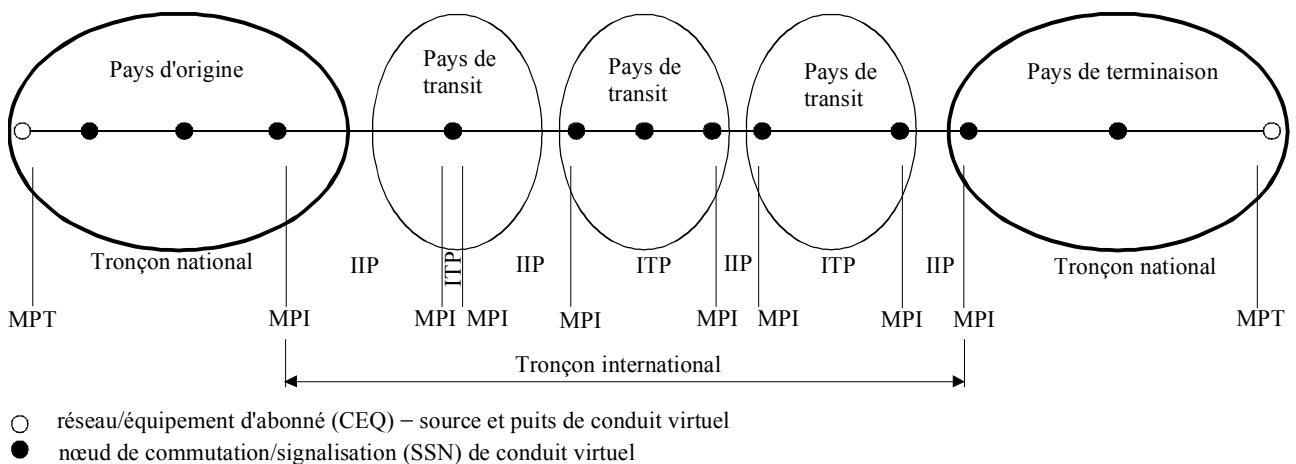 Pays d'origine
Pays de
transit
Pays de
transit
Pays de
transit
Pays de terminaison
Tronçon national
IIP
ITP
IIP
ITP
IIP
ITP
IIP
Tronçon national
MPT
MPI
MPI
MPI
MPI
MPI
MPI
MPI
MPI
MPT
Tronçon international
réseau/équipement d'abonné (CEQ) – source et puits de conduit virtuel
nœud de commutation/signalisation (SSN) de conduit virtuel